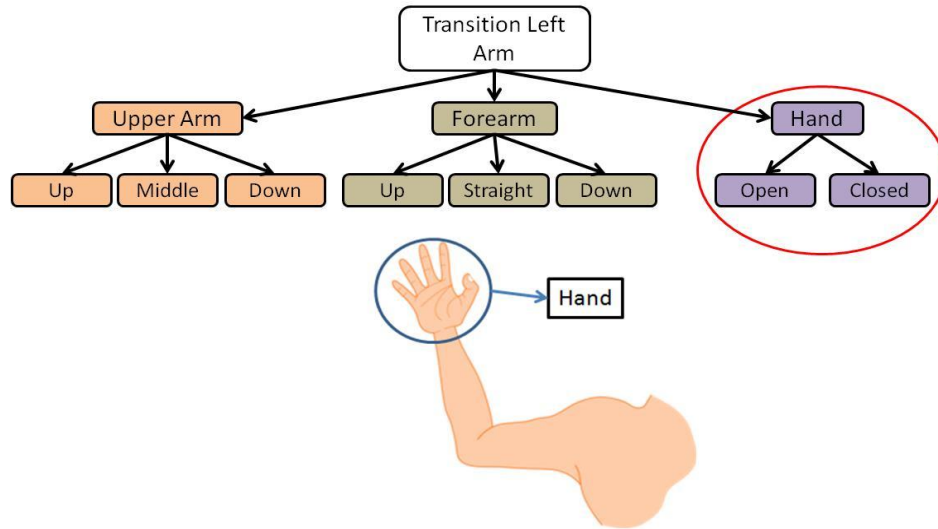 Transition Left
Arm
Upper Arm
Forearm
Hand
Up
Middle
Down
Up
Straight
Down
Open
Closed
Hand